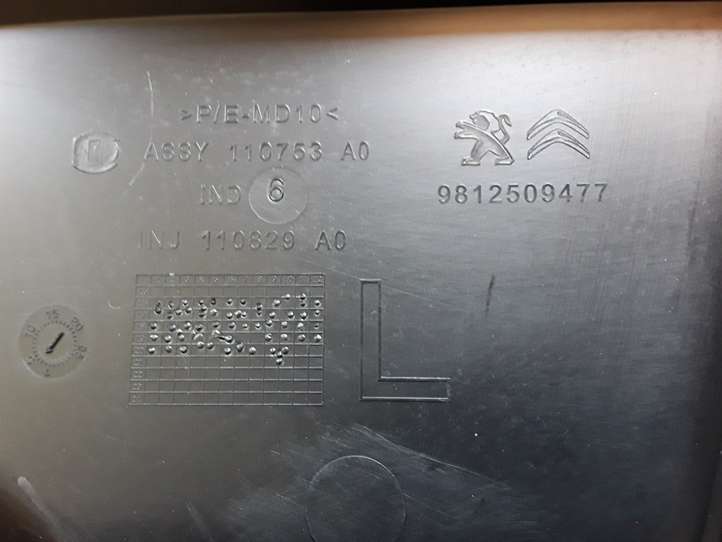 >P/E-MD10<
ASSY 110753 A0
IND 6
INJ 110829 A0
9812509477
L